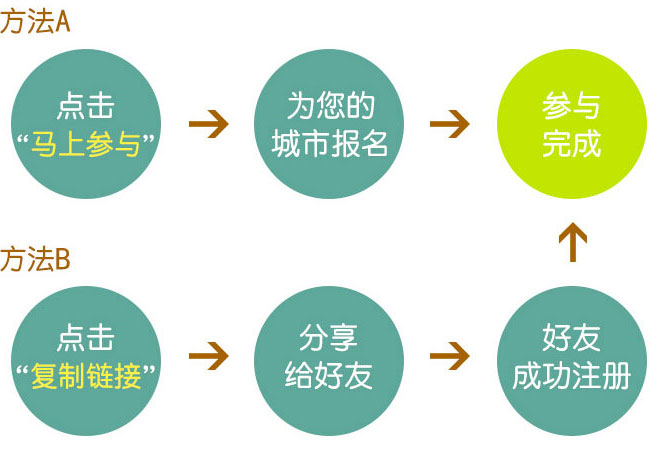 方法A
点击
“马上参与”
为您的
城市报名
参与
完成
方法B
点击
“复制链接”
分享
给好友
好友
成功注册